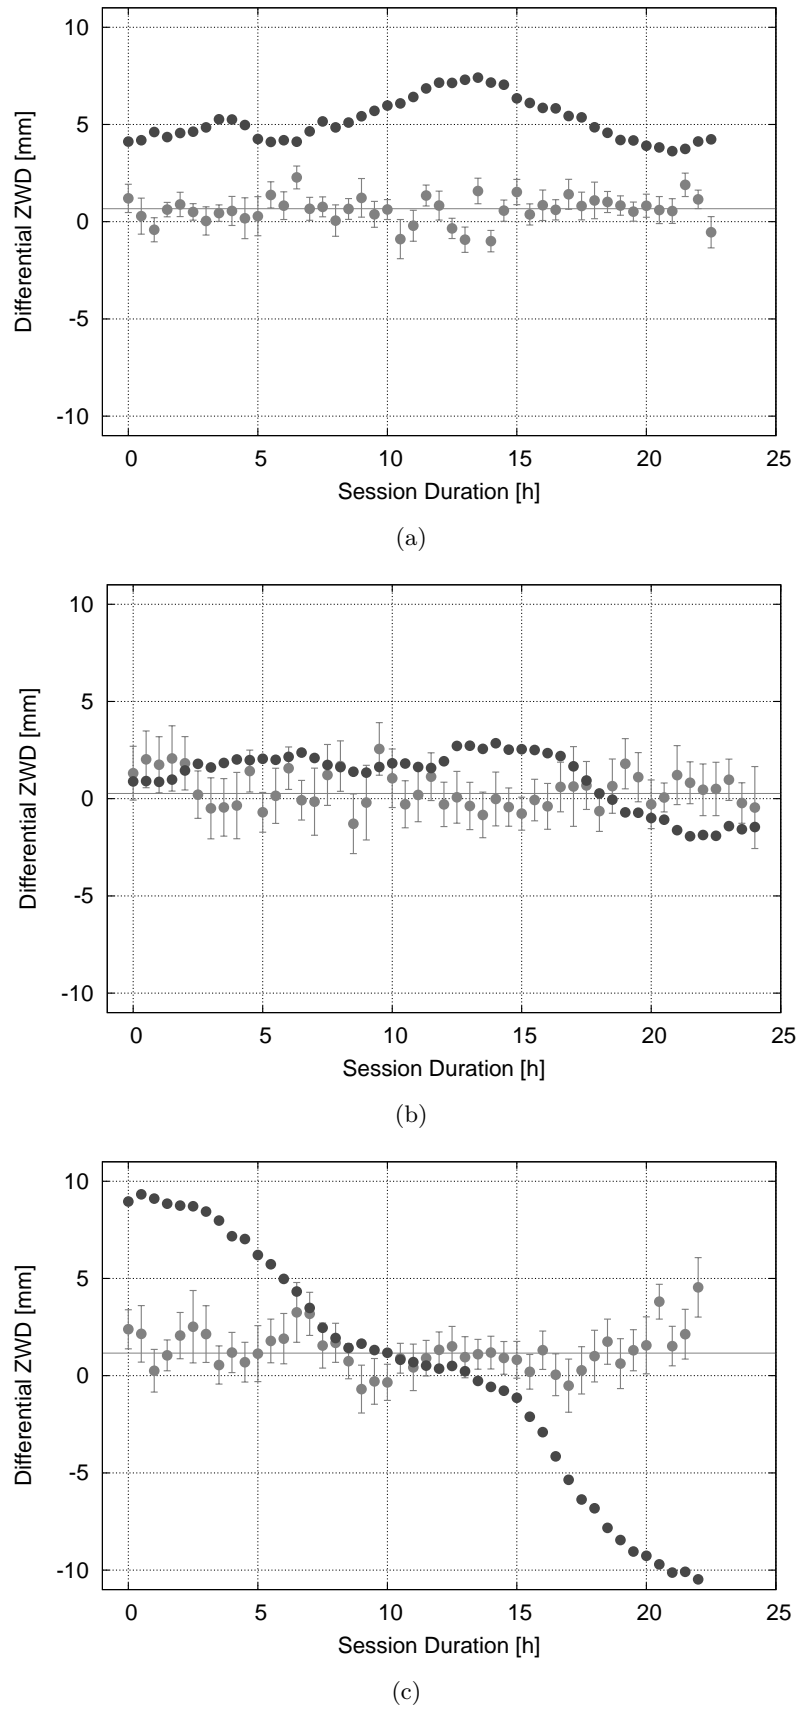 10
5
0
-5
-10
Differential ZWD [mm]
0 5 10 15 20 25
Session Duration [h]
(a)
10
5
0
-5
-10
Differential ZWD [mm]
0 5 10 15 20 25
Session Duration [h]
(b)
10
5
0
-5
-10
Differential ZWD [mm]
0 5 10 15 20 25
Session Duration [h]
(c)